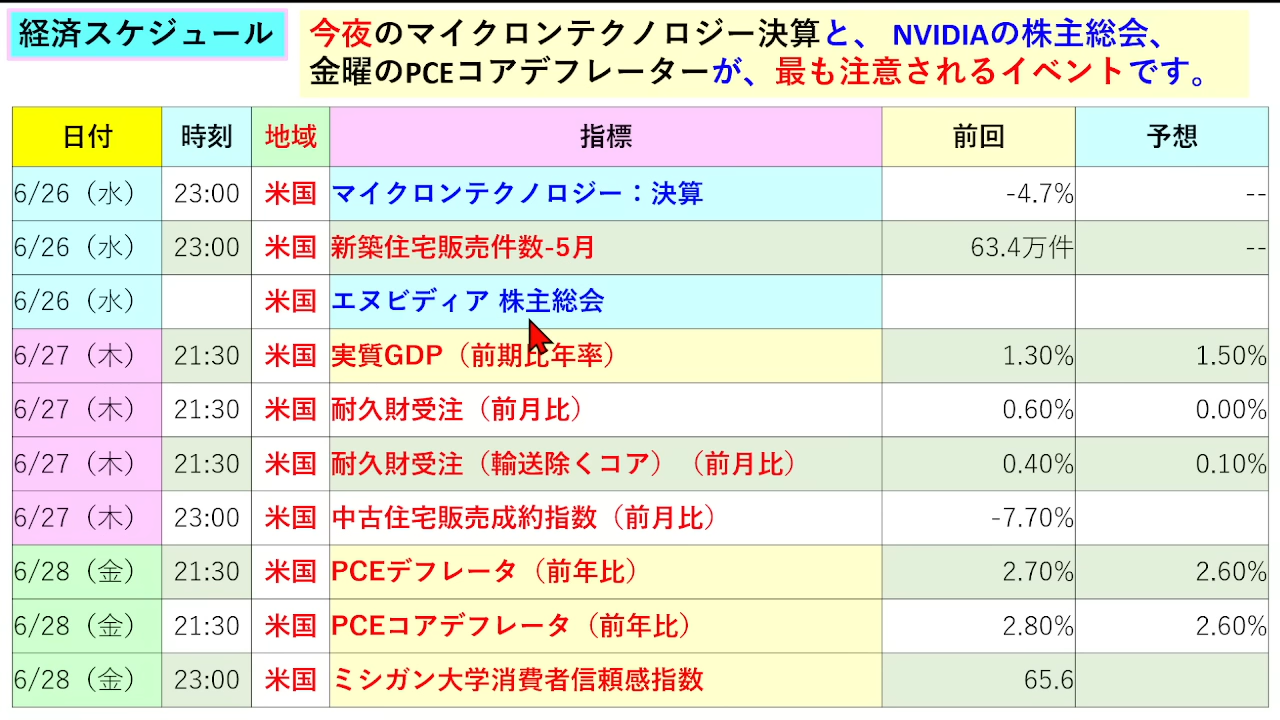 経済スケジュール
今夜のマイクロンテクノロジー決算と、 NVIDIAの株主総会、
金曜のPCEコアデフレーターが、最も注意されるイベントです。
日付 時刻 地域 指標 前回 予想
6/26（水） 23:00 米国 マイクロンテクノロジー：決算 -4.7% --
6/26（水） 23:00 米国 新築住宅販売件数-5月 63.4万件 --
6/26（水） 米国 エヌビディア 株主総会
6/27（木） 21:30 米国 実質GDP（前期比年率） 1.30% 1.50%
6/27（木） 21:30 米国 耐久財受注（前月比） 0.60% 0.00%
6/27（木） 21:30 米国 耐久財受注（輸送除くコア）（前月比） 0.40% 0.10%
6/27（木） 23:00 米国 中古住宅販売成約指数（前月比） -7.70%
6/28（金） 21:30 米国 PCEデフレータ（前年比） 2.70% 2.60%
6/28（金） 21:30 米国 PCEコアデフレータ（前年比） 2.80% 2.60%
6/28（金） 23:00 米国 ミシガン大学消費者信頼感指数 65.6